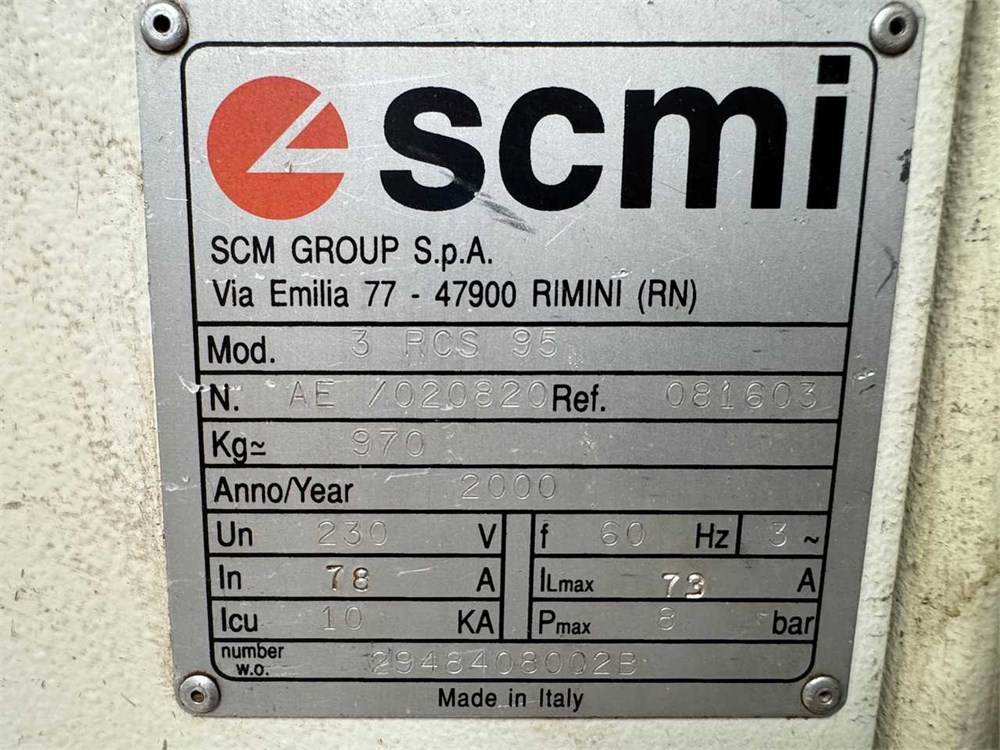 scmi
SCM GROUP S.p.A.
Via Emilia 77 - 47900 RIMINI (RN)
Mod. 3 RCS 95
N. AE /020820 Ref. 081603
Kg≃ 970
Anno/Year 2000
Un 230 V f 60 Hz 3 ~
In 78 A ILmax 73 A
Icu 10 KA Pmax 8 bar
number w.o. 2948408002B
Made in Italy